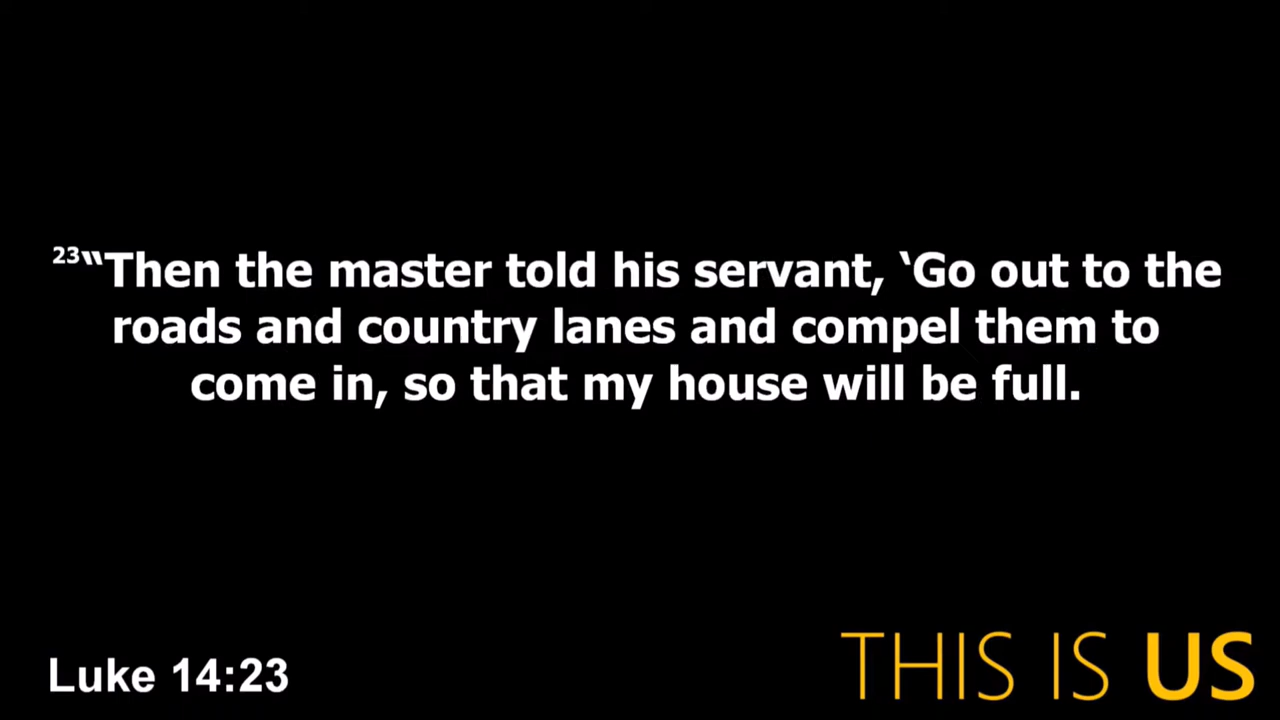 ²³“Then the master told his servant, ‘Go out to the
roads and country lanes and compel them to
come in, so that my house will be full.
Luke 14:23
THIS IS US